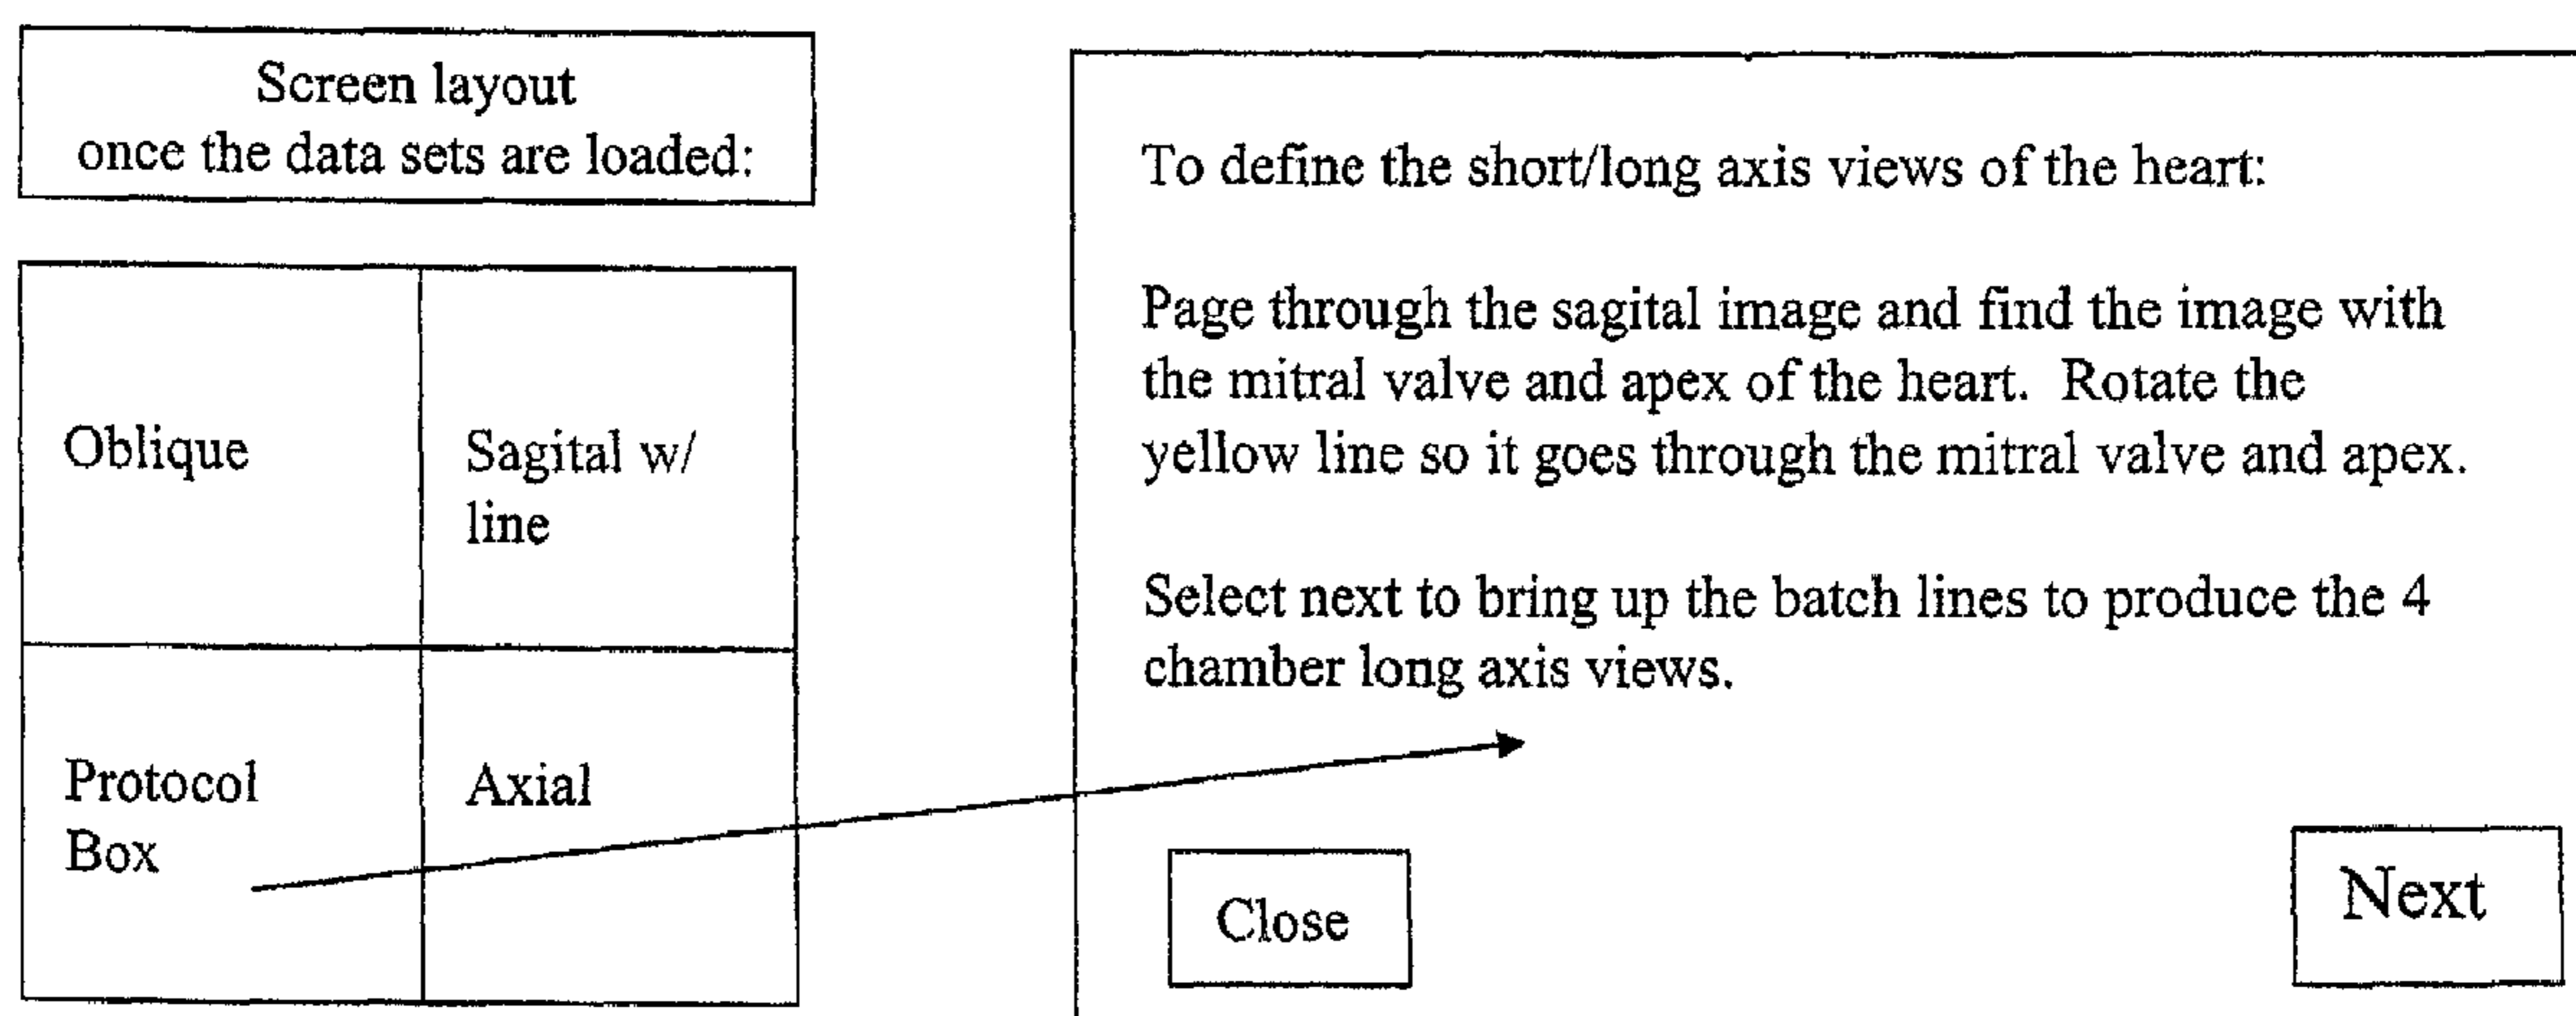 Screen layout
once the data sets are loaded:
Oblique
Sagital w/
line
Protocol
Box
Axial
To define the short/long axis views of the heart:
Page through the sagital image and find the image with
the mitral valve and apex of the heart. Rotate the
yellow line so it goes through the mitral valve and apex.
Select next to bring up the batch lines to produce the 4
chamber long axis views.
Close
Next